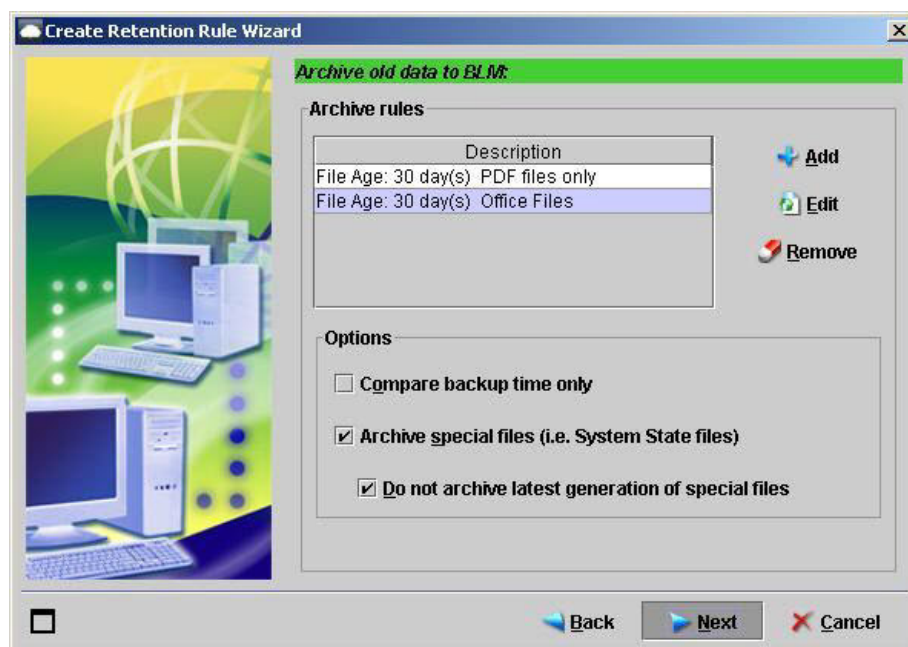 Create Retention Rule Wizard
Archive old data to BLM:
Archive rules
Description
File Age: 30 day(s) PDF files only
File Age: 30 day(s) Office Files
Add
Edit
Remove
Options
Compare backup time only
Archive special files (i.e. System State files)
Do not archive latest generation of special files
Back
Next
Cancel